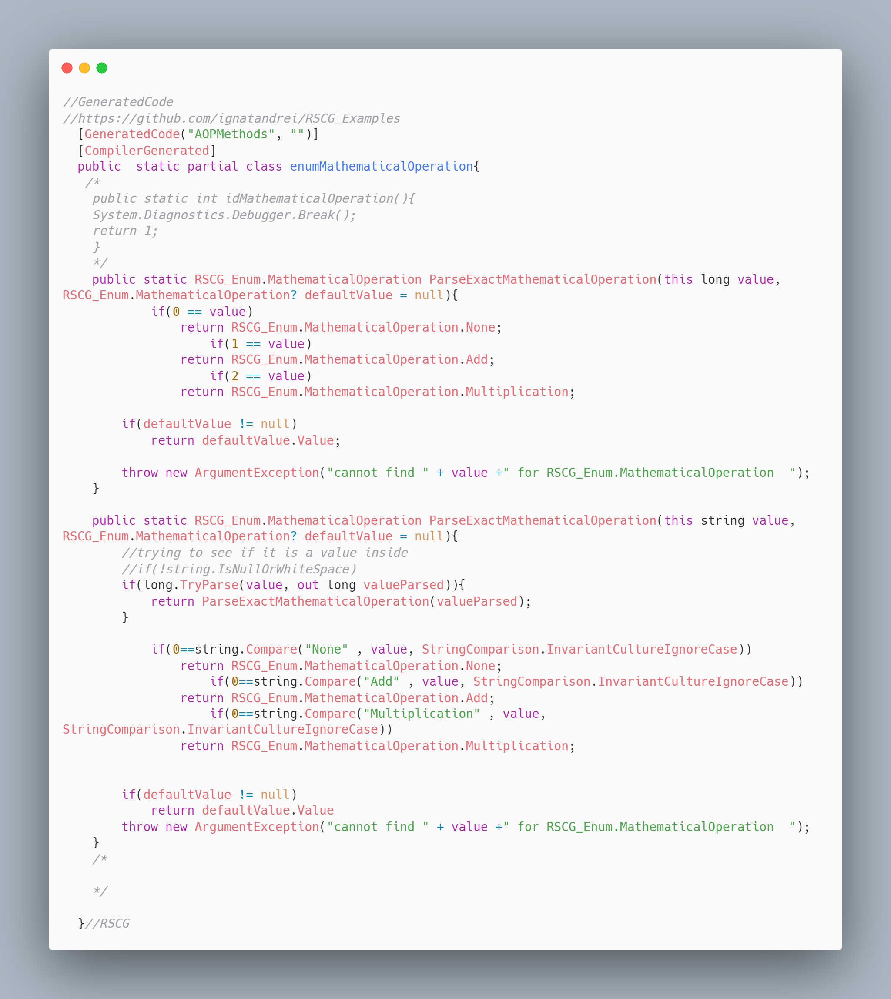 //GeneratedCode
//https://github.com/ignatandrei/RSCG_Examples
  [GeneratedCode("AOPMethods", "")]
  [CompilerGenerated]
  public  static partial class enumMathematicalOperation{
   /*
    public static int idMathematicalOperation(){
    System.Diagnostics.Debugger.Break();
    return 1;
    }
    */
    public static RSCG_Enum.MathematicalOperation ParseExactMathematicalOperation(this long value,
RSCG_Enum.MathematicalOperation? defaultValue = null){
            if(0 == value)
                return RSCG_Enum.MathematicalOperation.None;
                    if(1 == value)
                return RSCG_Enum.MathematicalOperation.Add;
                    if(2 == value)
                return RSCG_Enum.MathematicalOperation.Multiplication;

        if(defaultValue != null)
            return defaultValue.Value;

        throw new ArgumentException("cannot find " + value +" for RSCG_Enum.MathematicalOperation  ");
    }

    public static RSCG_Enum.MathematicalOperation ParseExactMathematicalOperation(this string value,
RSCG_Enum.MathematicalOperation? defaultValue = null){
        //trying to see if it is a value inside
        //if(!string.IsNullOrWhiteSpace)
        if(long.TryParse(value, out long valueParsed)){
            return ParseExactMathematicalOperation(valueParsed);
        }

            if(0==string.Compare("None" , value, StringComparison.InvariantCultureIgnoreCase))
                return RSCG_Enum.MathematicalOperation.None;
                    if(0==string.Compare("Add" , value, StringComparison.InvariantCultureIgnoreCase))
                return RSCG_Enum.MathematicalOperation.Add;
                    if(0==string.Compare("Multiplication" , value,
StringComparison.InvariantCultureIgnoreCase))
                return RSCG_Enum.MathematicalOperation.Multiplication;


        if(defaultValue != null)
            return defaultValue.Value
        throw new ArgumentException("cannot find " + value +" for RSCG_Enum.MathematicalOperation  ");
    }
    /*

    */

  }//RSCG